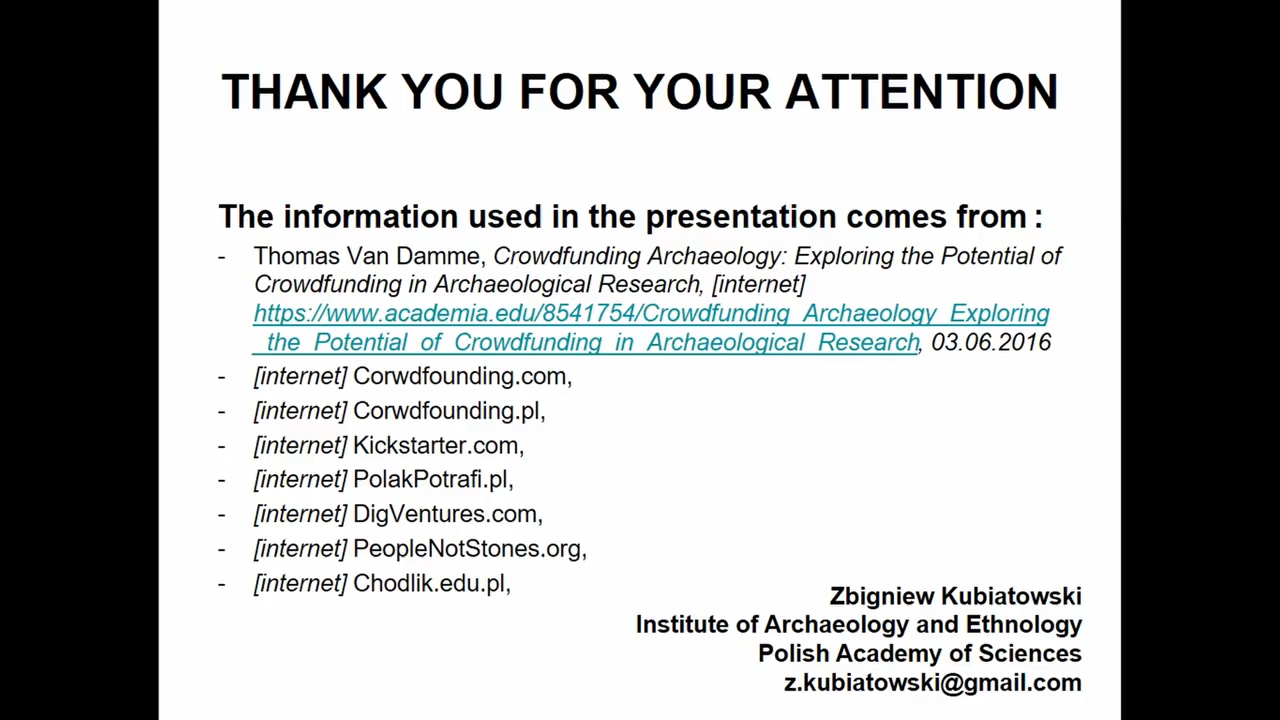 THANK YOU FOR YOUR ATTENTION
The information used in the presentation comes from :
- Thomas Van Damme, Crowdfunding Archaeology: Exploring the Potential of
Crowdfunding in Archaeological Research, [internet]
https://www.academia.edu/8541754/Crowdfunding_Archaeology_Exploring
_the_Potential_of_Crowdfunding_in_Archaeological_Research, 03.06.2016
- [internet] Corwdfounding.com,
- [internet] Corwdfounding.pl,
- [internet] Kickstarter.com,
- [internet] PolakPotrafi.pl,
- [internet] DigVentures.com,
- [internet] PeopleNotStones.org,
- [internet] Chodlik.edu.pl,
Zbigniew Kubiatowski
Institute of Archaeology and Ethnology
Polish Academy of Sciences
z.kubiatowski@gmail.com